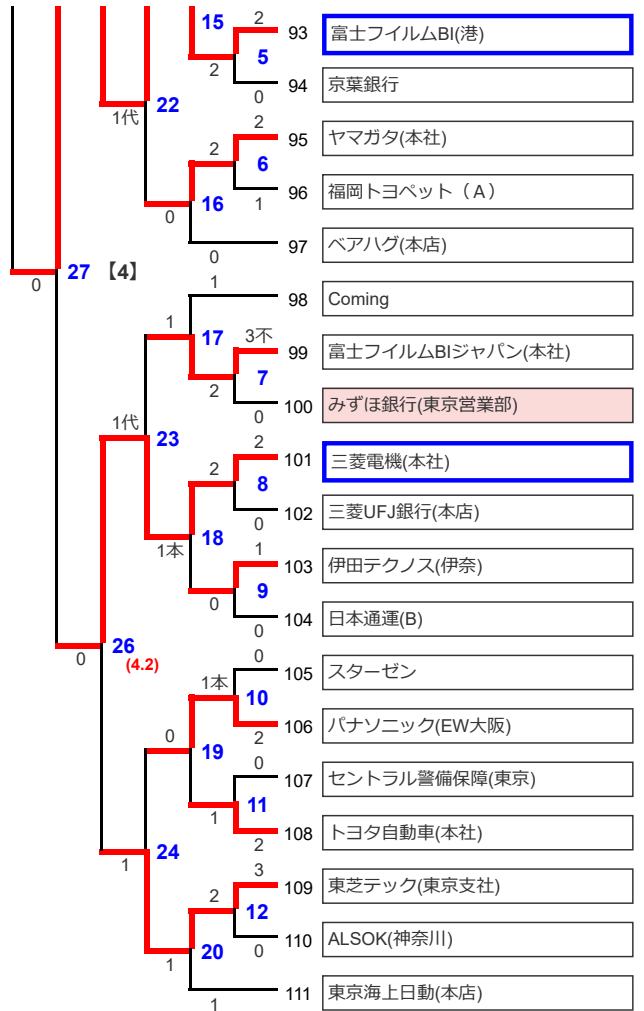 15 2 93 富士フイルムBI(港)
5
2 94 京葉銀行
22 0
1代 2 95 ヤマガタ(本社)
2 6
16 96 福岡トヨペット（A）
0 1
97 ベアハグ(本店)
0
27 【4】
0 1 98 Coming
1 17 3不 99 富士フイルムBIジャパン(本社)
7
2 100 みずほ銀行(東京営業部)
1代 0
23 2 101 三菱電機(本社)
2 8
18 102 三菱UFJ銀行(本店)
1本 0
1 103 伊田テクノス(伊奈)
9
0 104 日本通運(B)
0
26
0 (4.2) 0 105 スターゼン
1本 10
106 パナソニック(EW大阪)
0 2
19 0 107 セントラル警備保障(東京)
11
1 108 トヨタ自動車(本社)
24 2
1 3 109 東芝テック(東京支社)
2 12
20 110 ALSOK(神奈川)
1 0
111 東京海上日動(本店)
1